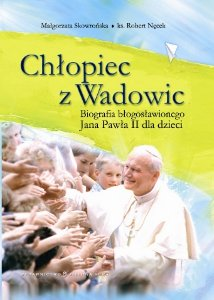 Małgorzata Skowrońska • ks. Robert Nęcek
Chłopiec
z Wadowic
Biografia błogosławionego
Jana Pawła II dla dzieci